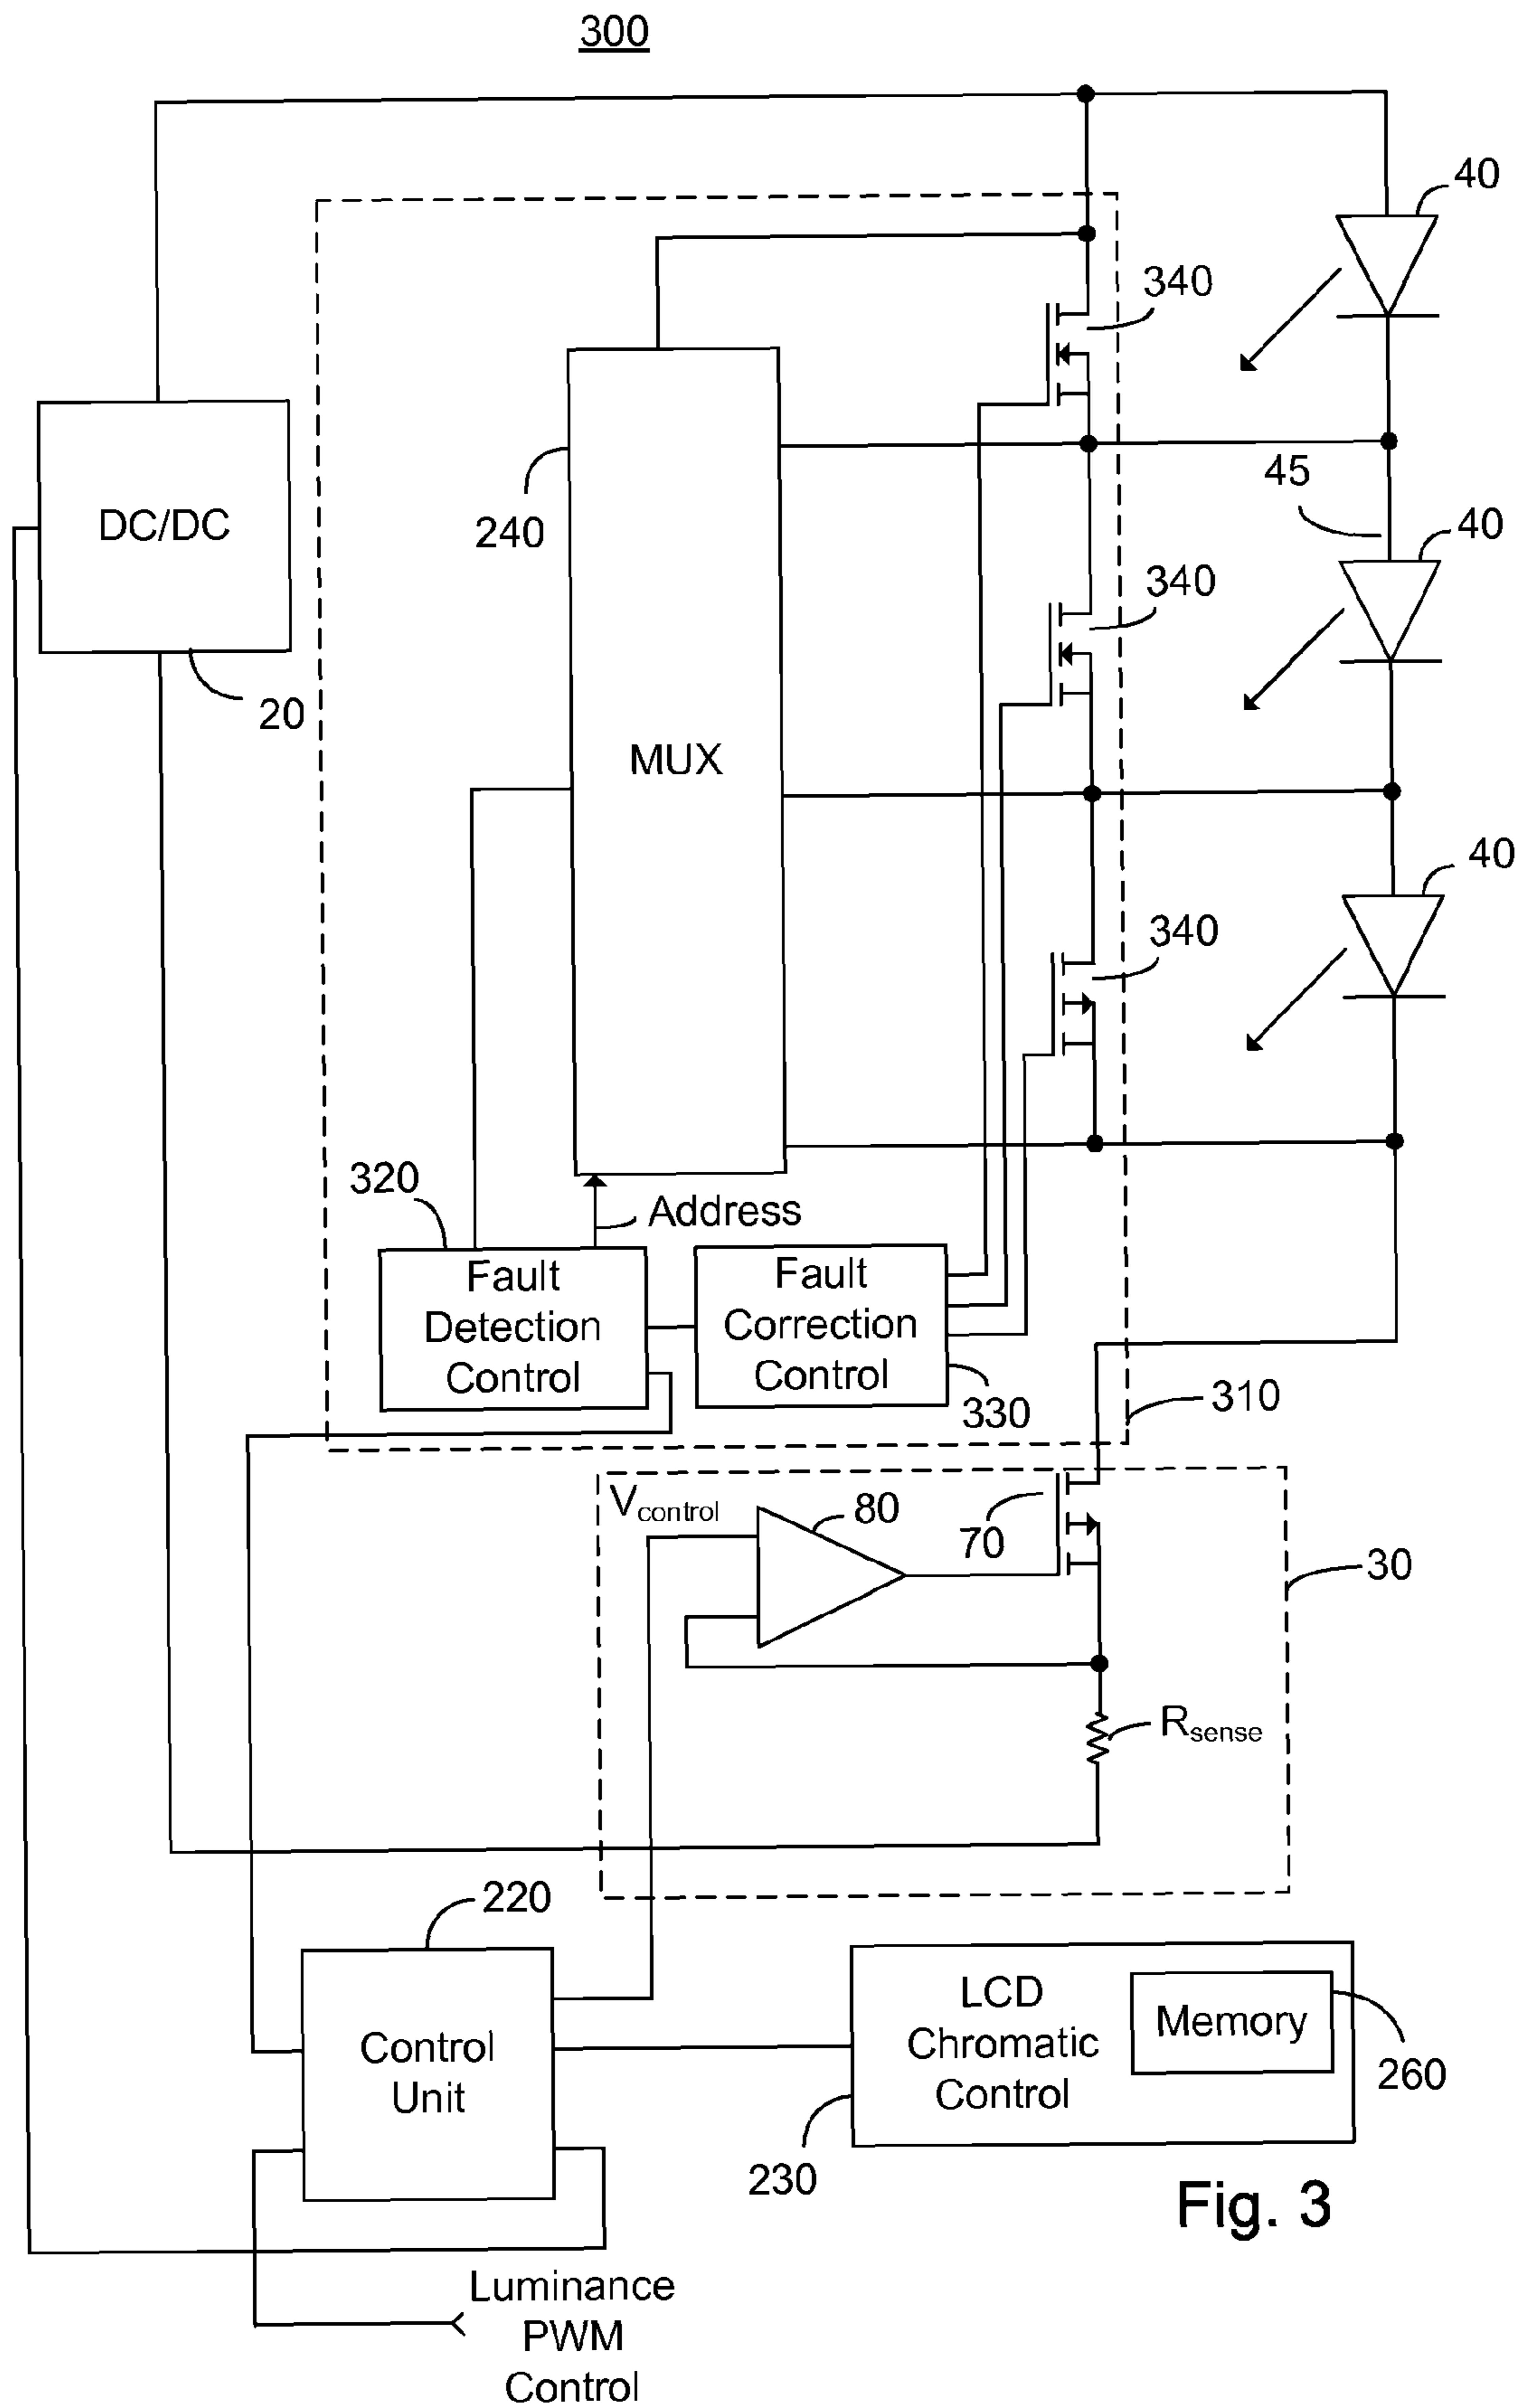 300
40
340
240
45
40
DC/DC
340
20
MUX
40
340
320
Address
Fault
Detection
Control
Fault
Correction
Control
330
310
Vcontrol
80
70
30
Rsense
220
Control
Unit
LCD
Chromatic
Control
Memory
260
230
Fig. 3
Luminance
PWM
Control